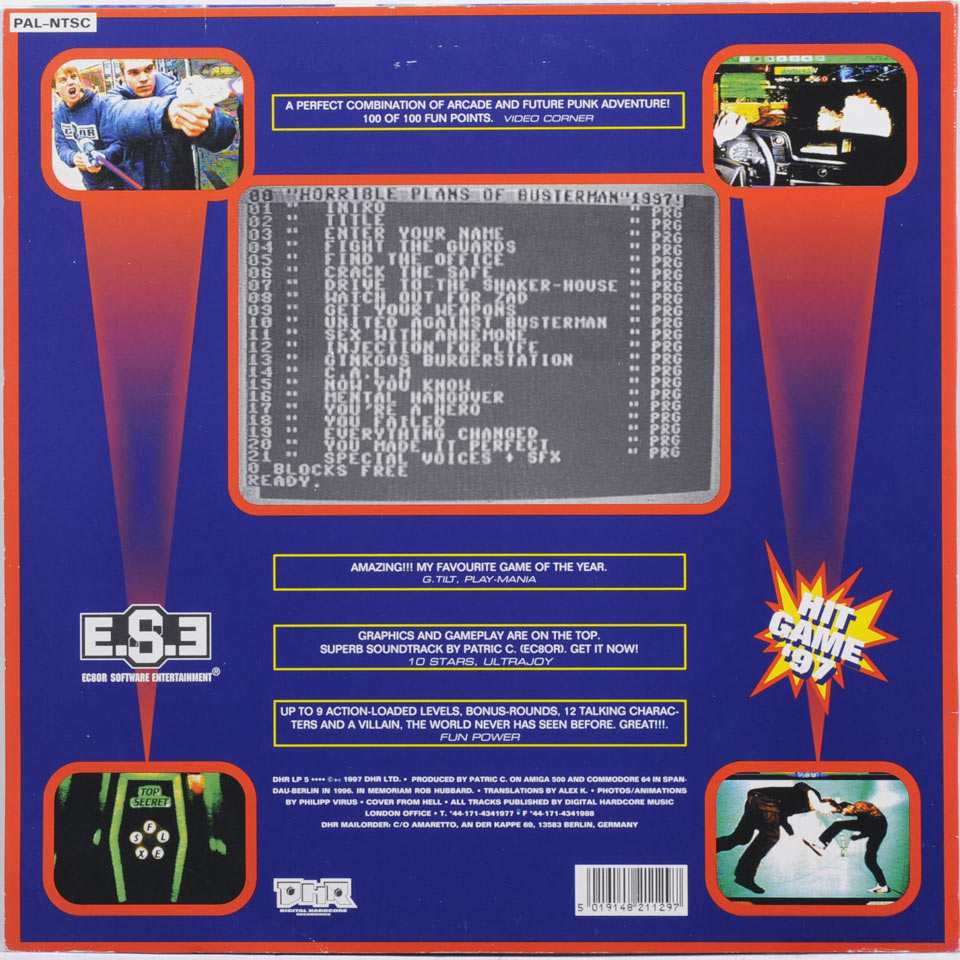 PAL–NTSC
A PERFECT COMBINATION OF ARCADE AND FUTURE PUNK ADVENTURE!
100 OF 100 FUN POINTS. VIDEO CORNER
EC8OR
00 "HORRIBLE PLANS OF BUSTERMAN"1997!
01 " INTRO " PRG
02 " TITLE " PRG
03 " ENTER YOUR NAME " PRG
04 " FIGHT THE GUARDS " PRG
05 " FIND THE OFFICE " PRG
06 " CRACK THE SAFE " PRG
07 " DRIVE TO THE SHAKER-HOUSE " PRG
08 " WATCH OUT FOR ZAD " PRG
09 " GET YOUR WEAPONS " PRG
10 " UNITED AGAINST BUSTERMAN " PRG
11 " SEX WITH ANNEMONE " PRG
12 " INJECTION FOR LIFE " PRG
13 " GINKGOS BURGERSTATION " PRG
14 " C.A.L.M " PRG
15 " NOW YOU KNOW " PRG
16 " MENTAL HANGOVER " PRG
17 " YOU'RE A HERO " PRG
18 " YOU FAILED " PRG
19 " EVERYTHING CHANGED " PRG
20 " YOU MADE IT PERFECT " PRG
21 " SPECIAL VOICES + SFX
0 BLOCKS FREE
READY.
AMAZING!!! MY FAVOURITE GAME OF THE YEAR.
G.TILT, PLAY-MANIA
GRAPHICS AND GAMEPLAY ARE ON THE TOP.
SUPERB SOUNDTRACK BY PATRIC C. (EC8OR). GET IT NOW!
10 STARS, ULTRAJOY
UP TO 9 ACTION-LOADED LEVELS, BONUS-ROUNDS, 12 TALKING CHARAC-
TERS AND A VILLAIN, THE WORLD NEVER HAS SEEN BEFORE. GREAT!!!.
FUN POWER
E.S.E
EC8OR SOFTWARE ENTERTAINMENT®
HIT
GAME
'97
TOP
SECRET
F
S L
X E
DHR LP 5 •••• ©+℗ 1997 DHR LTD. • PRODUCED BY PATRIC C. ON AMIGA 500 AND COMMODORE 64 IN SPAN-
DAU-BERLIN IN 1996. IN MEMORIAM ROB HUBBARD. • TRANSLATIONS BY ALEX K. • PHOTOS/ANIMATIONS
BY PHILIPP VIRUS • COVER FROM HELL • ALL TRACKS PUBLISHED BY DIGITAL HARDCORE MUSIC
LONDON OFFICE • T. *44-171-4341977 • F *44-171-4341988
DHR MAILORDER: C/O AMARETTO, AN DER KAPPE 69, 13583 BERLIN, GERMANY
DHR
DIGITAL HARDCORE
RECORDINGS
5 019148 211297